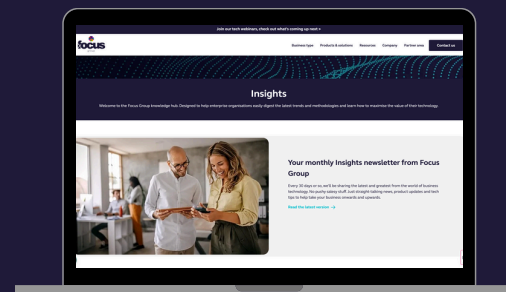 Join our tech webinars, check out what's coming up next >
focus
Business type Products & solutions Resources Company Partner area Contact us
Insights
Welcome to the Focus Group knowledge hub. Designed to help enterprise organisations easily digest the latest trends and methodologies and learn how to maximise the value of their technology.
Your monthly Insights newsletter from Focus
Group
Every 30 days or so, we'll be sharing the latest and greatest from the world of business
technology. No pushy salesy stuff. Just straight-talking news, product updates and tech
tips to help take your business onwards and upwards.
Read the latest version →